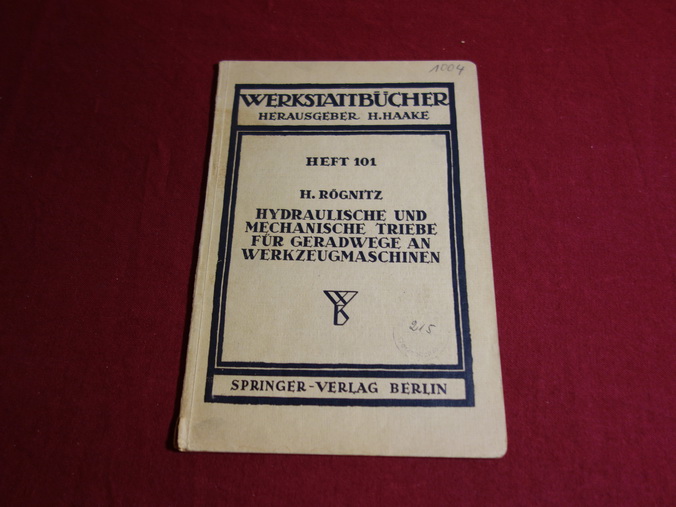 1004
WERKSTATTBÜCHER
HERAUSGEBER H. HAAKE
HEFT 101
H. RÖGNITZ
HYDRAULISCHE UND
MECHANISCHE TRIEBE
FÜR GERADWEGE AN
WERKZEUGMASCHINEN
WB
215
SPRINGER-VERLAG BERLIN